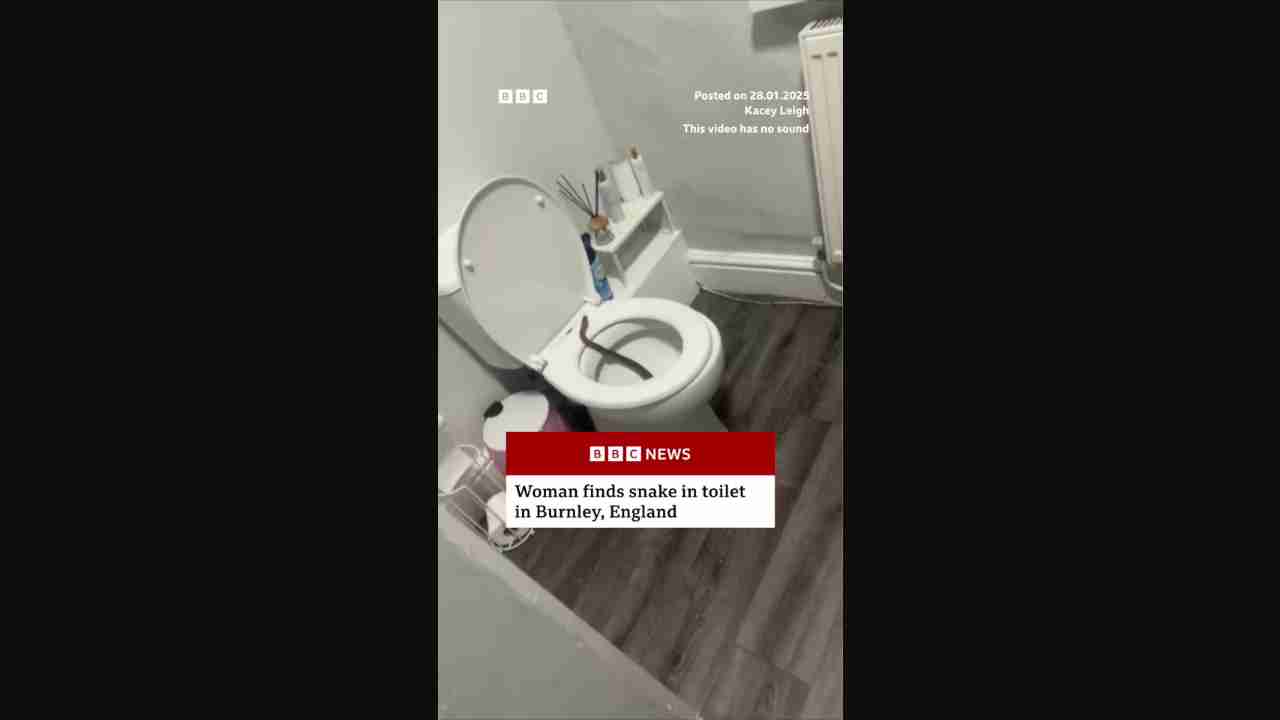 BBC
Posted on 28.01.2025
Kacey Leigh
This video has no sound
BBC NEWS
Woman finds snake in toilet
in Burnley, England